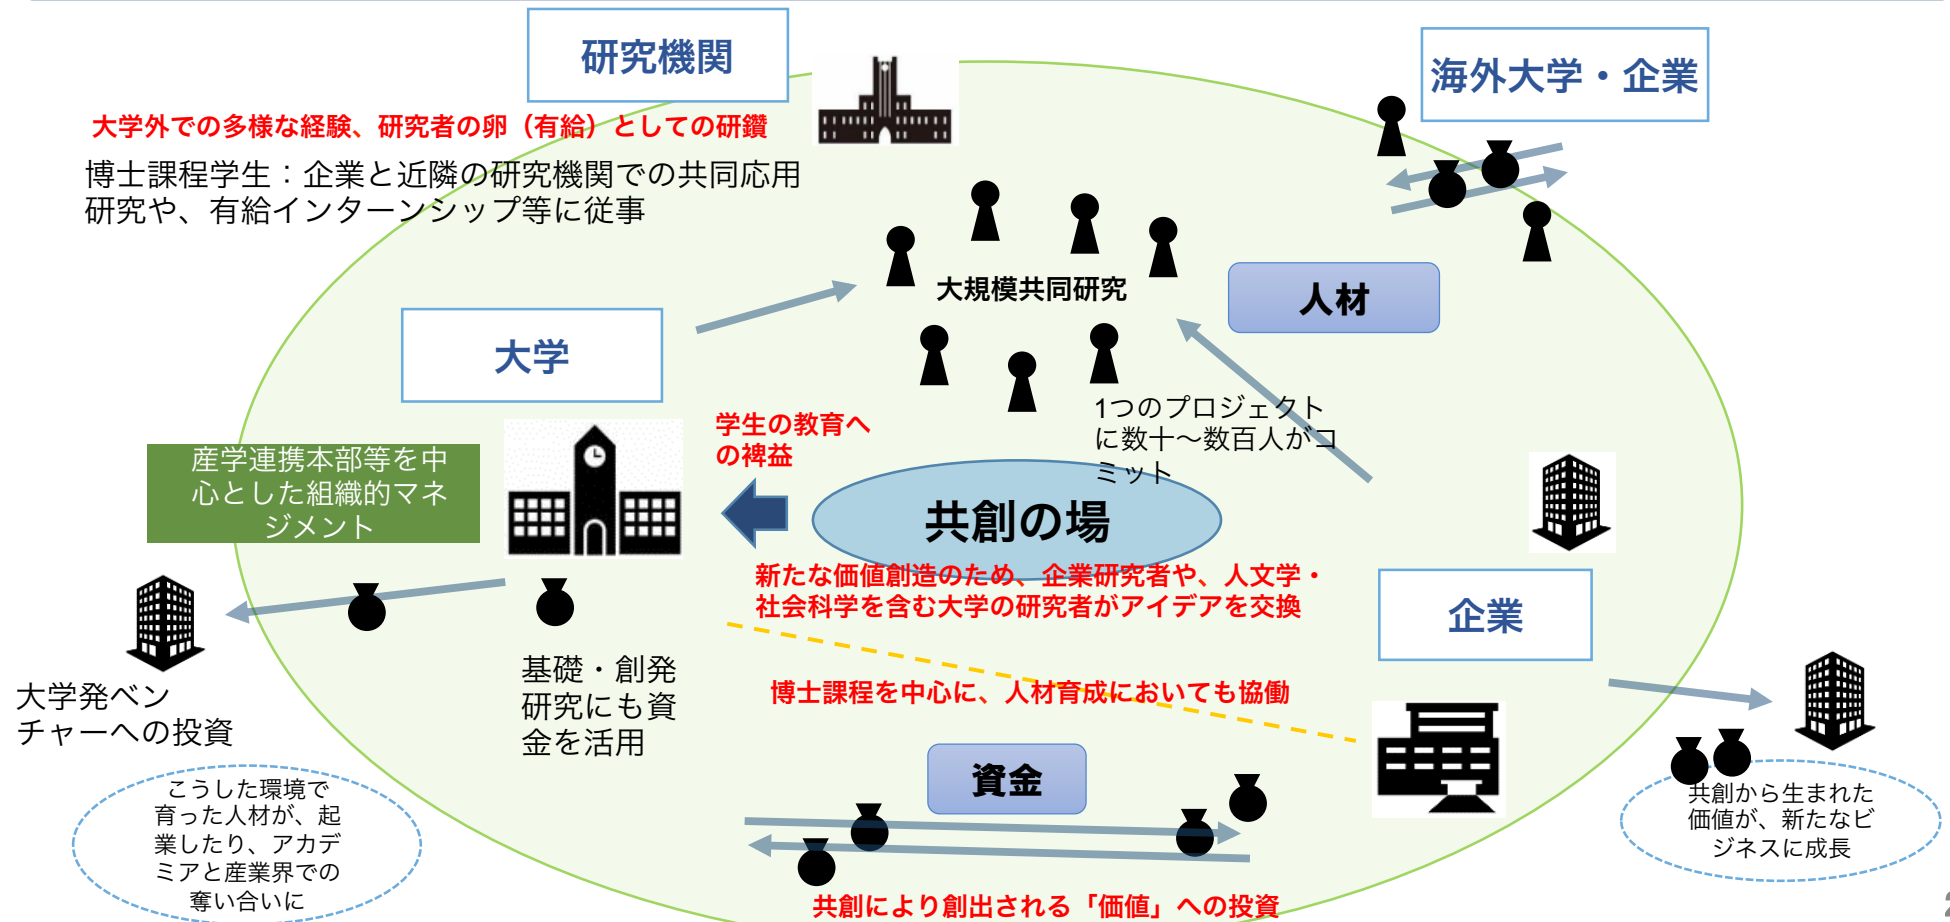 研究機関
海外大学・企業
大学外での多様な経験、研究者の卵（有給）としての研鑽
博士課程学生：企業と近隣の研究機関での共同応用
研究や、有給インターンシップ等に従事
大規模共同研究
人材
大学
学生の教育へ
の裨益
1つのプロジェクト
に数十～数百人がコ
ミット
産学連携本部等を中
心とした組織的マネ
ジメント
共創の場
新たな価値創造のため、企業研究者や、人文学・
社会科学を含む大学の研究者がアイデアを交換
企業
基礎・創発
研究にも資
金を活用
博士課程を中心に、人材育成においても協働
大学発ベン
チャーへの投資
資金
こうした環境で
育った人材が、起
業したり、アカデ
ミアと産業界での
奪い合いに
共創から生まれた
価値が、新たなビ
ジネスに成長
共創により創出される「価値」への投資